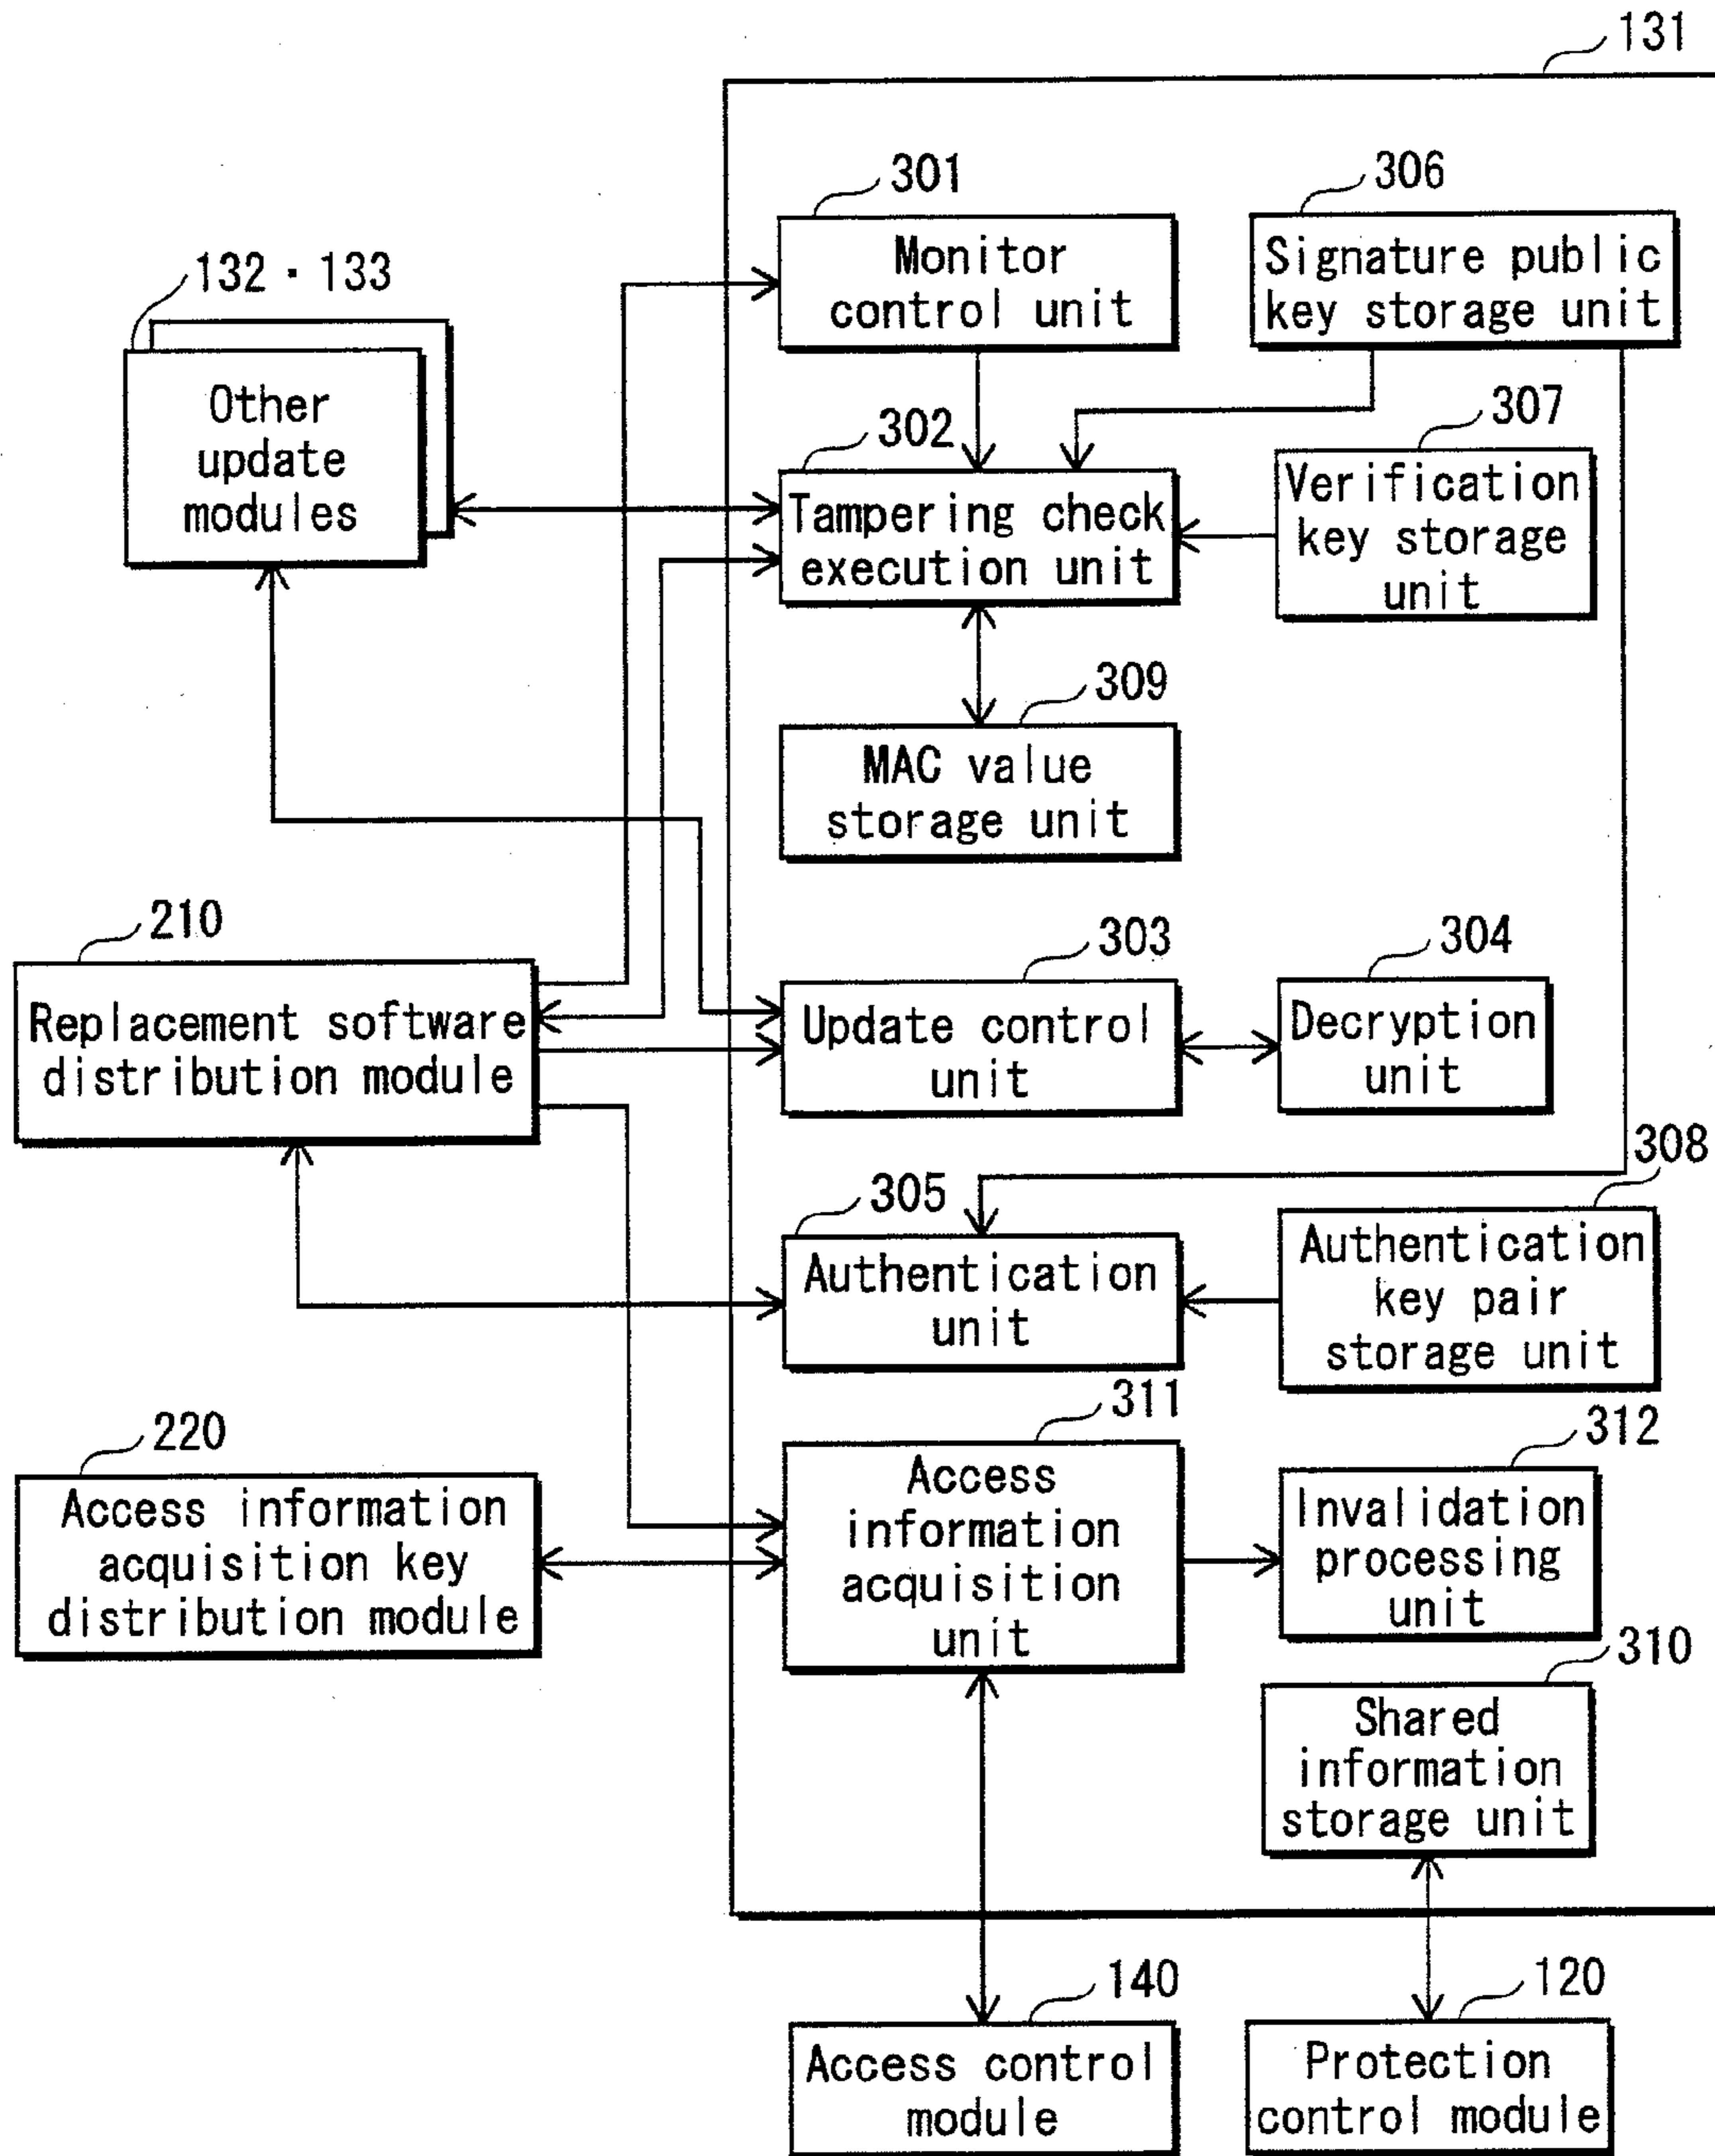 131
301
Monitor
control unit
306
Signature public
key storage unit
132・133
Other
update
modules
302
Tampering check
execution unit
307
Verification
key storage
unit
309
MAC value
storage unit
210
Replacement software
distribution module
303
Update control
unit
304
Decryption
unit
305
Authentication
unit
308
Authentication
key pair
storage unit
220
Access information
acquisition key
distribution module
311
Access
information
acquisition
unit
312
Invalidation
processing
unit
310
Shared
information
storage unit
140
Access control
module
120
Protection
control module